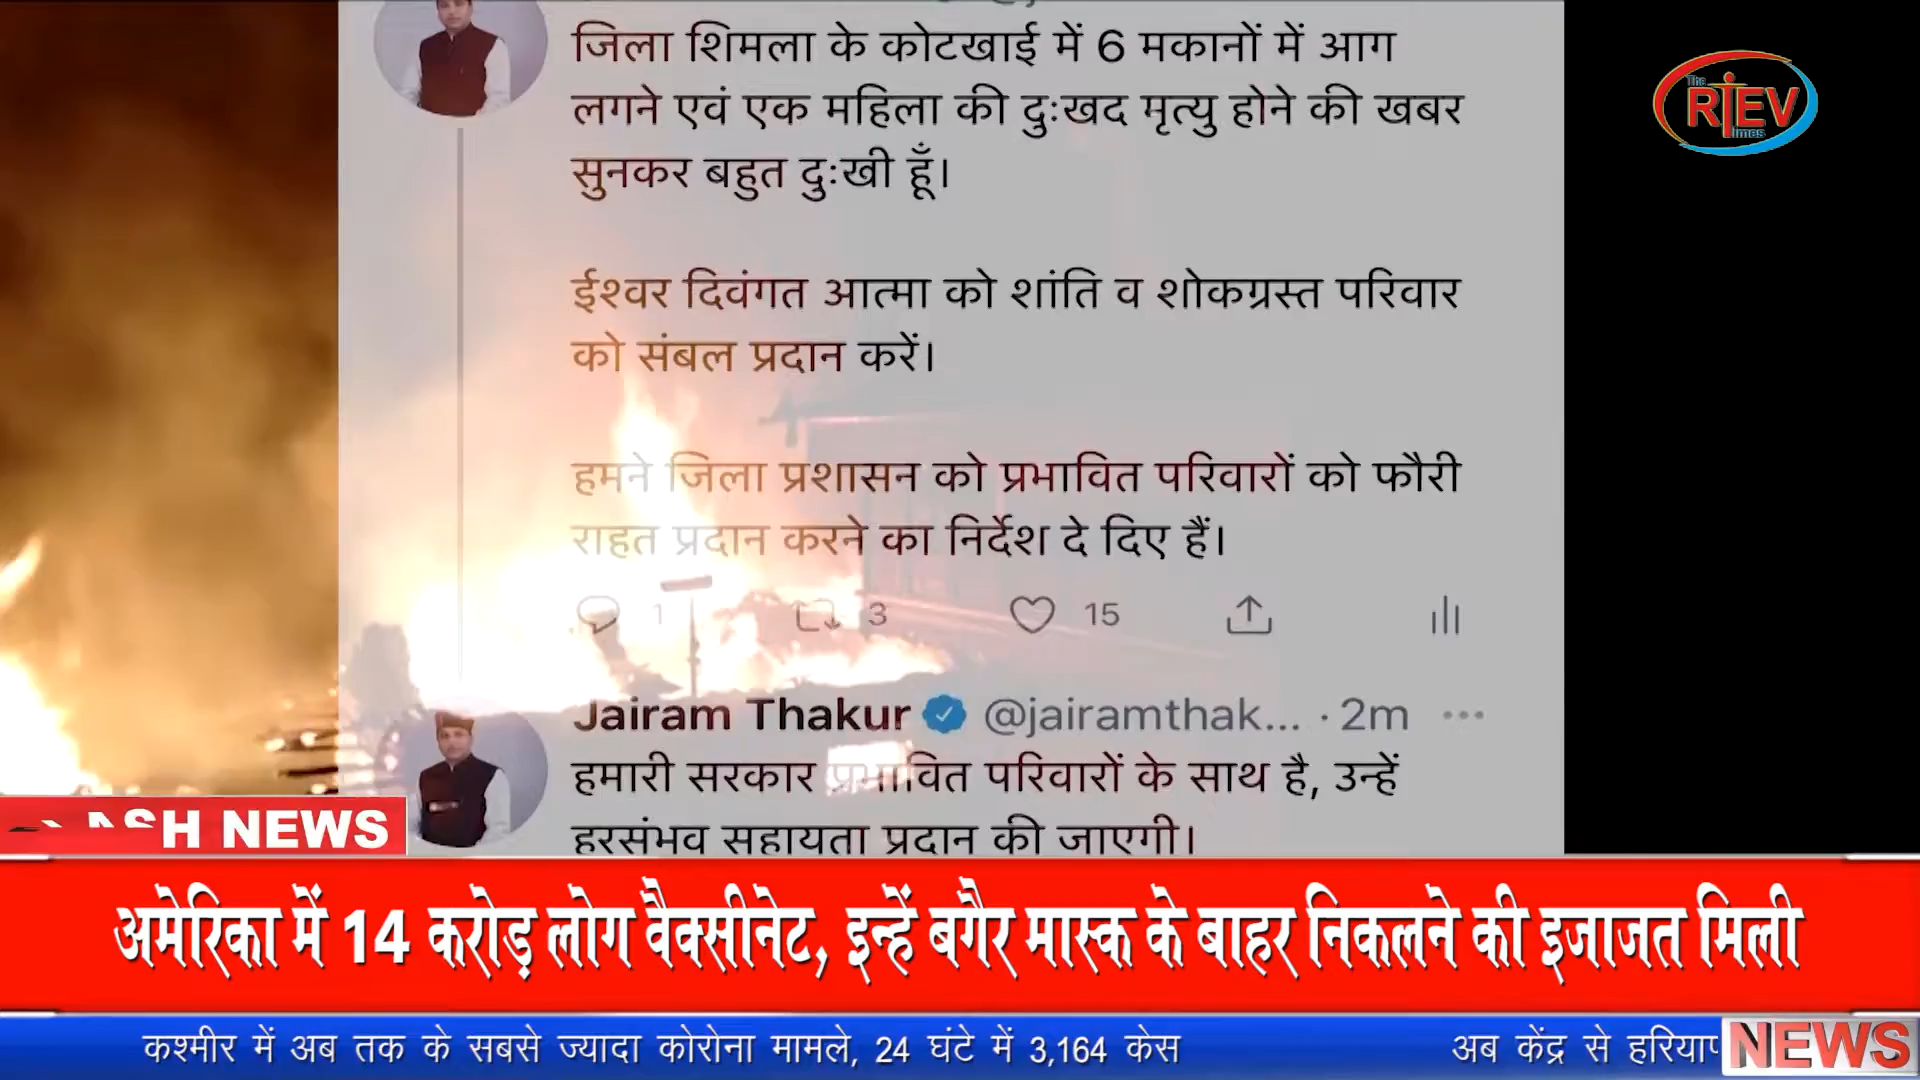 जिला शिमला के कोटखाई में 6 मकानों में आग
लगने एवं एक महिला की दुःखद मृत्यु होने की खबर
सुनकर बहुत दुःखी हूँ।
ईश्वर दिवंगत आत्मा को शांति व शोकग्रस्त परिवार
को संबल प्रदान करें।
हमने जिला प्रशासन को प्रभावित परिवारों को फौरी
राहत प्रदान करने का निर्देश दे दिए हैं।
1 3 15
Jairam Thakur @jairamthak... · 2m
हमारी सरकार प्रभावित परिवारों के साथ है, उन्हें
हरसंभव सहायता प्रदान की जाएगी।
The RIEV Times
NEWS
अमेरिका में 14 करोड़ लोग वैक्सीनेट, इन्हें बगैर मास्क के बाहर निकलने की इजाजत मिली
कश्मीर में अब तक के सबसे ज्यादा कोरोना मामले, 24 घंटे में 3,164 केस अब केंद्र से
NEWS